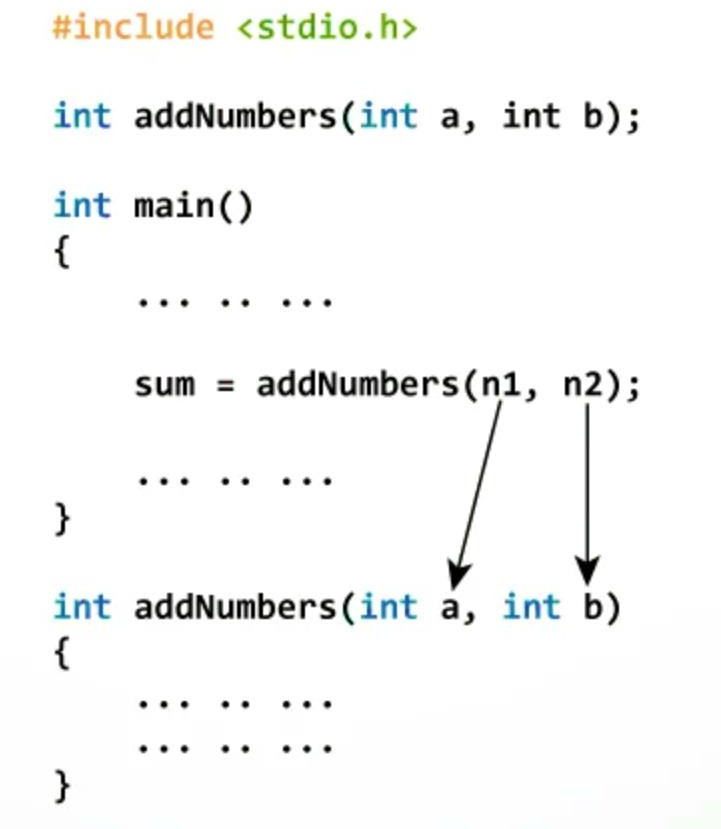 #include <stdio.h>
int addNumbers(int a, int b);
int main()
{
... .. ...
sum = addNumbers(n1, n2);
... .. ...
}
int addNumbers(int a, int b)
{
... .. ...
... .. ...
}